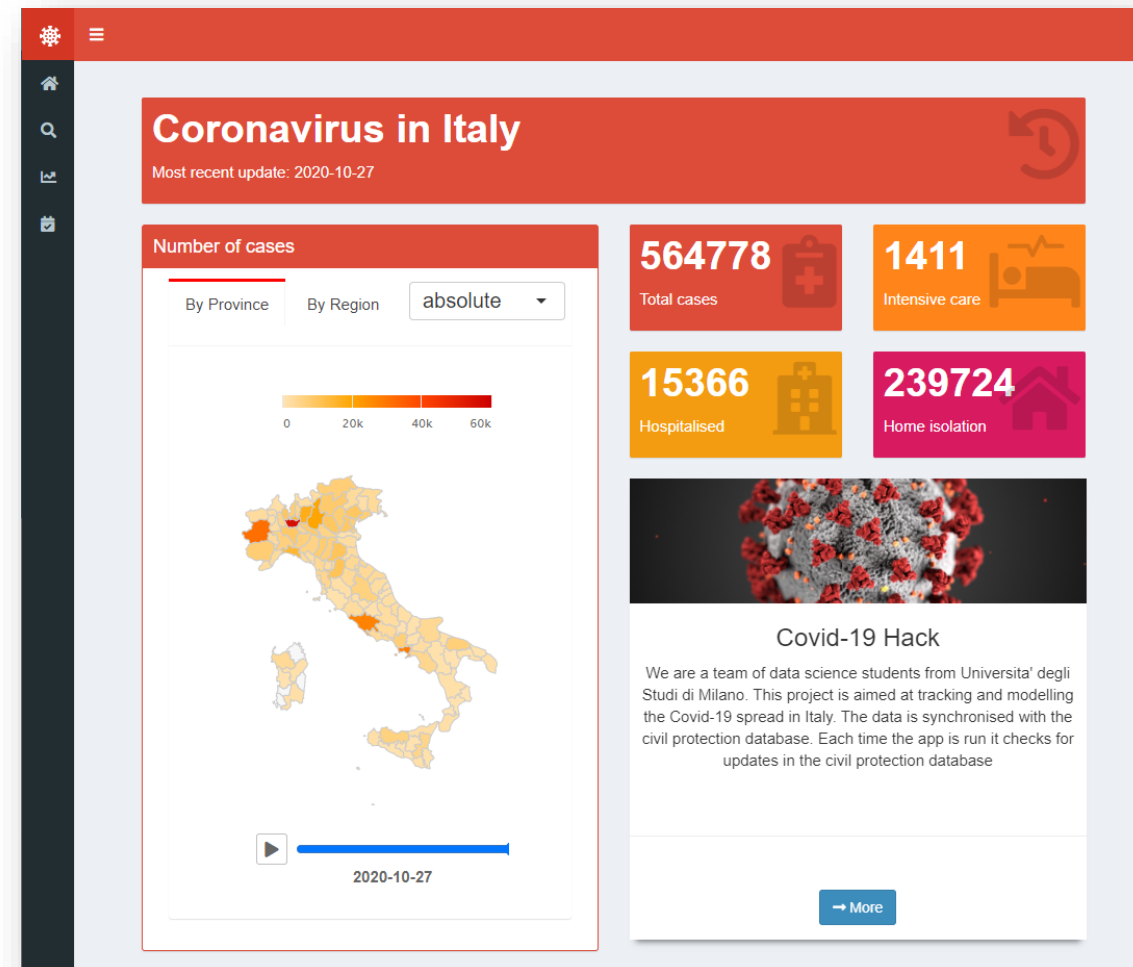 Coronavirus in Italy
Most recent update: 2020-10-27
Number of cases
By Province
By Region
absolute
0
20k
40k
60k
2020-10-27
564778
Total cases
1411
Intensive care
15366
Hospitalised
239724
Home isolation
Covid-19 Hack
We are a team of data science students from Universita' degli
Studi di Milano. This project is aimed at tracking and modelling
the Covid-19 spread in Italy. The data is synchronised with the
civil protection database. Each time the app is run it checks for
updates in the civil protection database
More